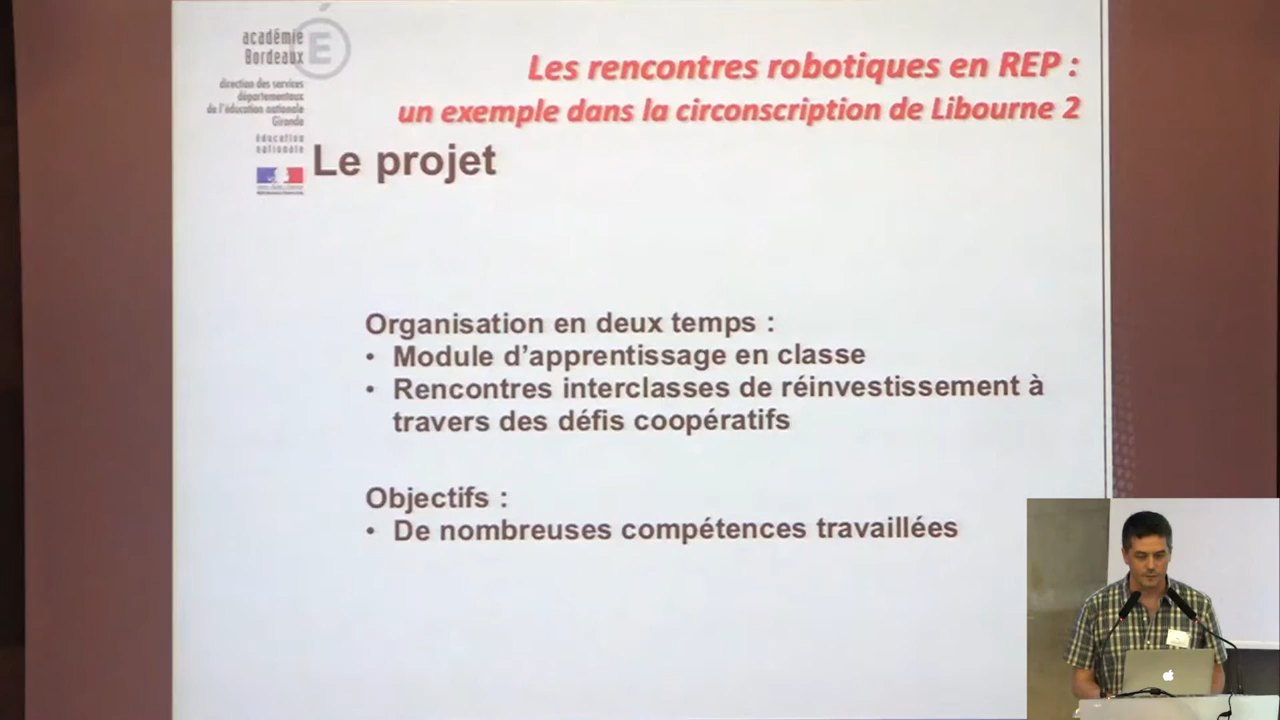 académie
Bordeaux
É
direction des services
départementaux
de l'éducation nationale
Gironde
éducation
nationale
Les rencontres robotiques en REP :
un exemple dans la circonscription de Libourne 2
Le projet
Organisation en deux temps :
• Module d'apprentissage en classe
• Rencontres interclasses de réinvestissement à
travers des défis coopératifs
Objectifs :
• De nombreuses compétences travaillées